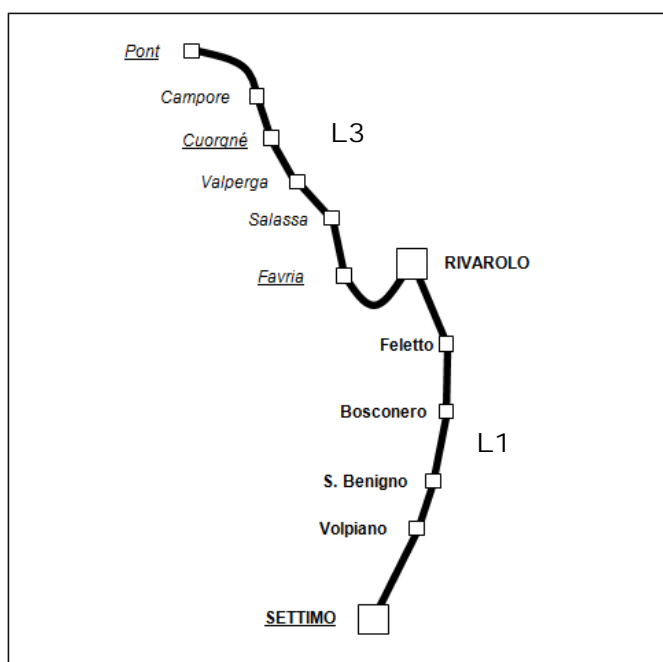 Pont
Campore
L3
Cuorgné
Valperga
Salassa
RIVAROLO
Favria
Feletto
Bosconero
L1
S. Benigno
Volpiano
SETTIMO